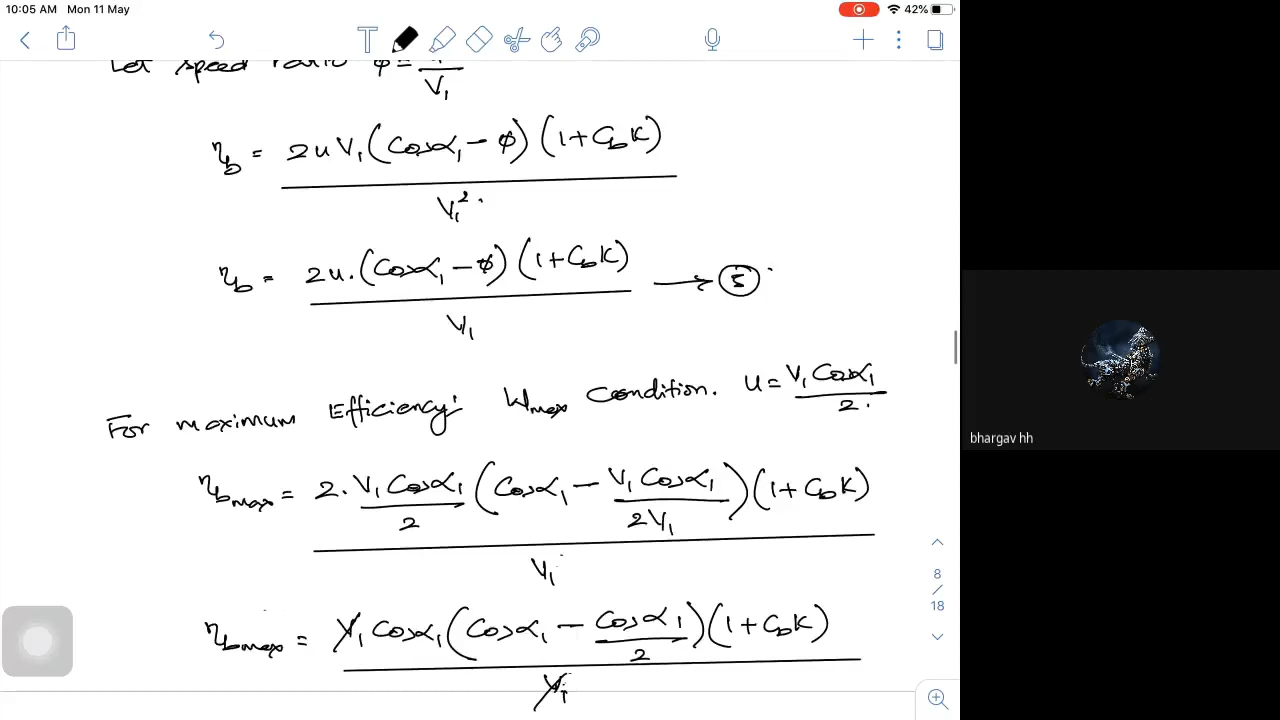 10:05 AM Mon 11 May
42%
Let speed ratio φ = u/V₁
η_b = 2uV₁(Cosα₁ − φ)(1 + C_bK) / V₁²
η_b = 2u.(Cosα₁ − φ)(1 + C_bK) / V₁ → ⑤
For maximum Efficiency: W_max Condition. u = V₁Cosα₁ / 2.
η_bmax = 2. V₁Cosα₁/2 (Cosα₁ − V₁Cosα₁/2V₁)(1 + C_bK) / V₁
η_bmax = V₁Cosα₁(Cosα₁ − Cosα₁/2)(1 + C_bK) / V₁
8
/
18
bhargav hh